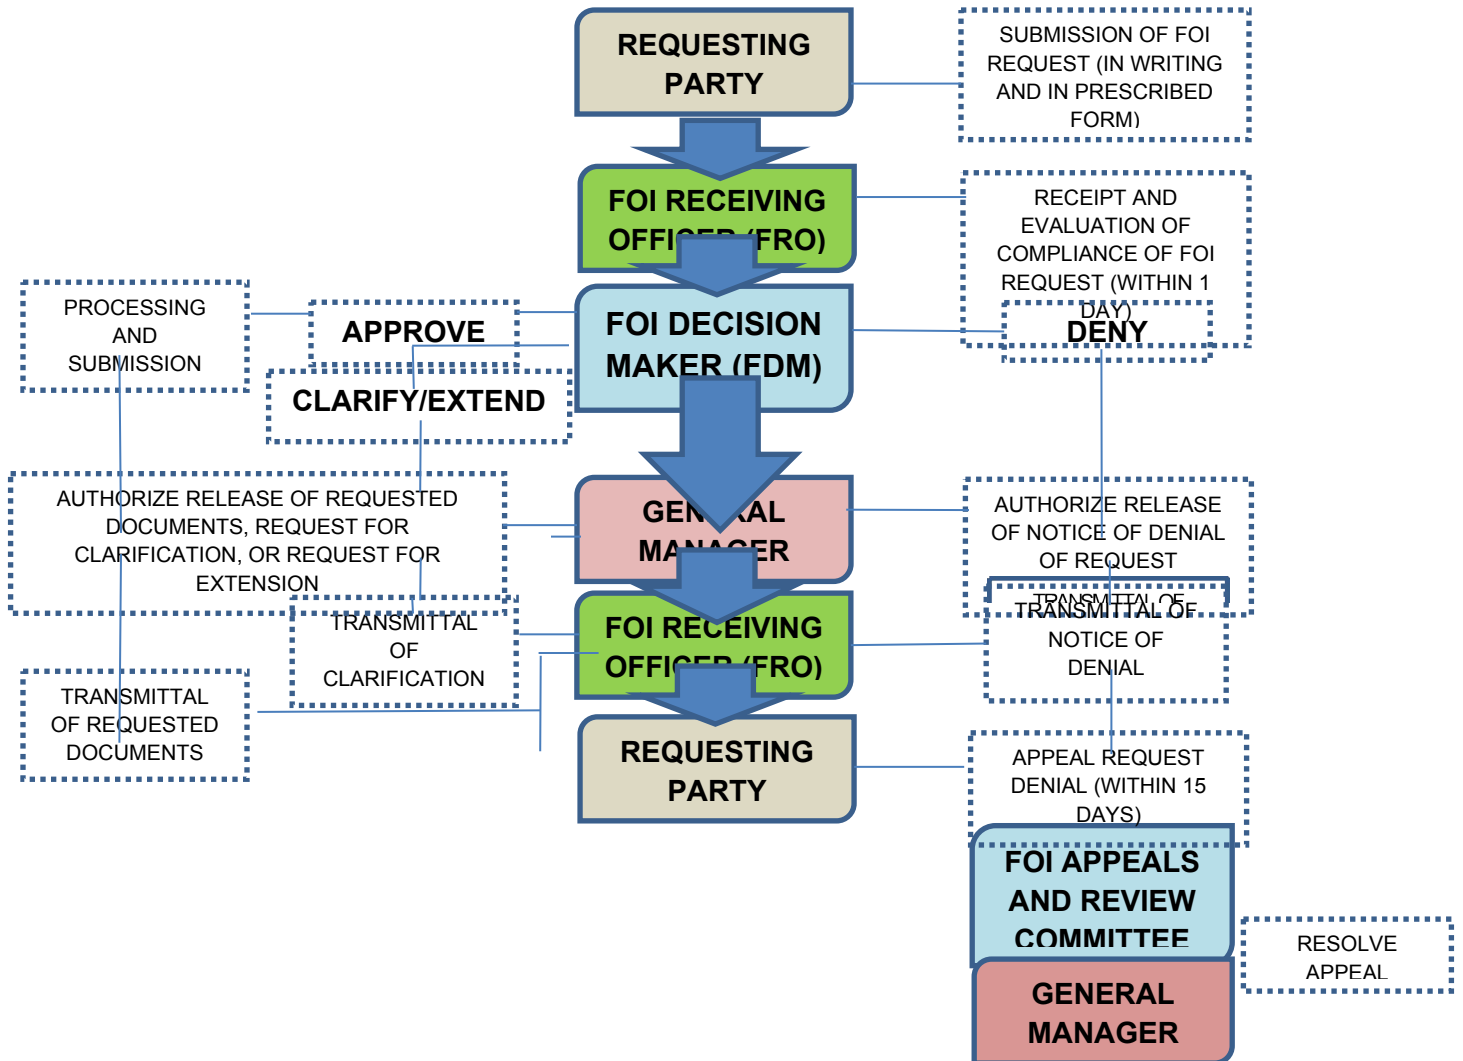 REQUESTING
PARTY
SUBMISSION OF FOI
REQUEST (IN WRITING
AND IN PRESCRIBED
FORM)
FOI RECEIVING
OFFICER (FRO)
RECEIPT AND
EVALUATION OF
COMPLIANCE OF FOI
REQUEST (WITHIN 1
DAY)
PROCESSING
AND
SUBMISSION
APPROVE
CLARIFY/EXTEND
FOI DECISION
MAKER (FDM)
DENY
AUTHORIZE RELEASE OF REQUESTED
DOCUMENTS, REQUEST FOR
CLARIFICATION, OR REQUEST FOR
EXTENSION
GENERAL
MANAGER
AUTHORIZE RELEASE
OF NOTICE OF DENIAL
OF REQUEST
TRANSMITTAL
OF
CLARIFICATION
FOI RECEIVING
OFFICER (FRO)
TRANSMITTAL OF
TRANSMITTAL OF
NOTICE OF
DENIAL
TRANSMITTAL
OF REQUESTED
DOCUMENTS
REQUESTING
PARTY
APPEAL REQUEST
DENIAL (WITHIN 15
DAYS)
FOI APPEALS
AND REVIEW
COMMITTEE
RESOLVE
APPEAL
GENERAL
MANAGER